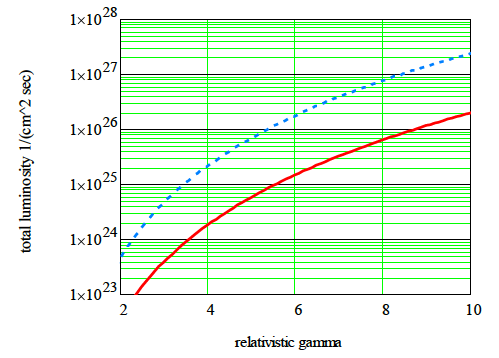 1×10^28
1×10^27
1×10^26
1×10^25
1×10^24
1×10^23
total luminosity 1/(cm^2 sec)
2 4 6 8 10
relativistic gamma